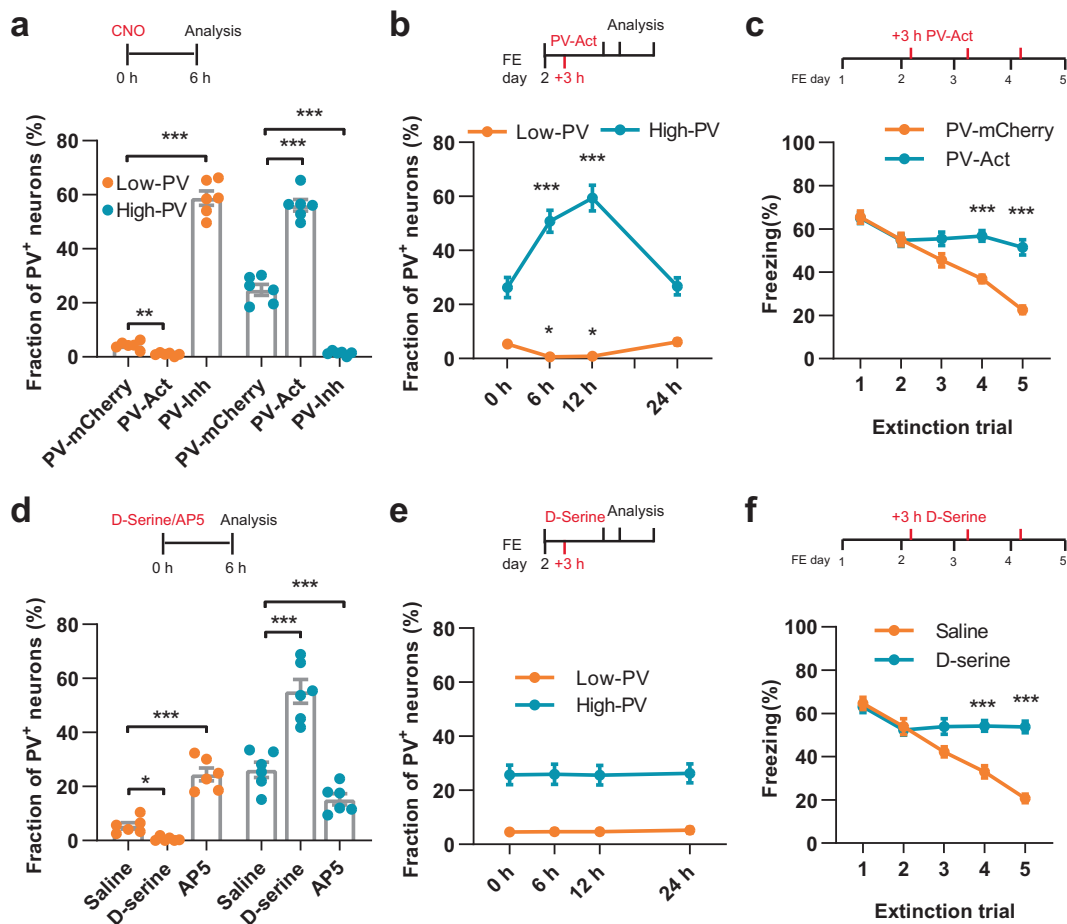 a
CNO Analysis
0 h 6 h
Fraction of PV+ neurons (%)
80
60
40
20
0
Low-PV
High-PV
***
**
***
***
PV-mCherry
PV-Act
PV-Inh
PV-mCherry
PV-Act
PV-Inh
b
Analysis
PV-Act
FE
day 2 +3 h
Low-PV High-PV
Fraction of PV+ neurons (%)
80
60
40
20
0
***
***
*
*
0 h
6 h
12 h
24 h
c
+3 h PV-Act
FE day 1 2 3 4 5
PV-mCherry
PV-Act
Freezing(%)
100
80
60
40
20
0
***
***
1 2 3 4 5
Extinction trial
d
D-Serine/AP5 Analysis
0 h 6 h
Fraction of PV+ neurons (%)
80
60
40
20
0
***
*
***
***
Saline
D-serine
AP5
Saline
D-serine
AP5
e
D-Serine Analysis
FE
day 2 +3 h
Fraction of PV+ neurons (%)
80
60
40
20
0
Low-PV
High-PV
0 h
6 h
12 h
24 h
f
+3 h D-Serine
FE day 1 2 3 4 5
Saline
D-serine
Freezing(%)
100
80
60
40
20
0
***
***
1 2 3 4 5
Extinction trial